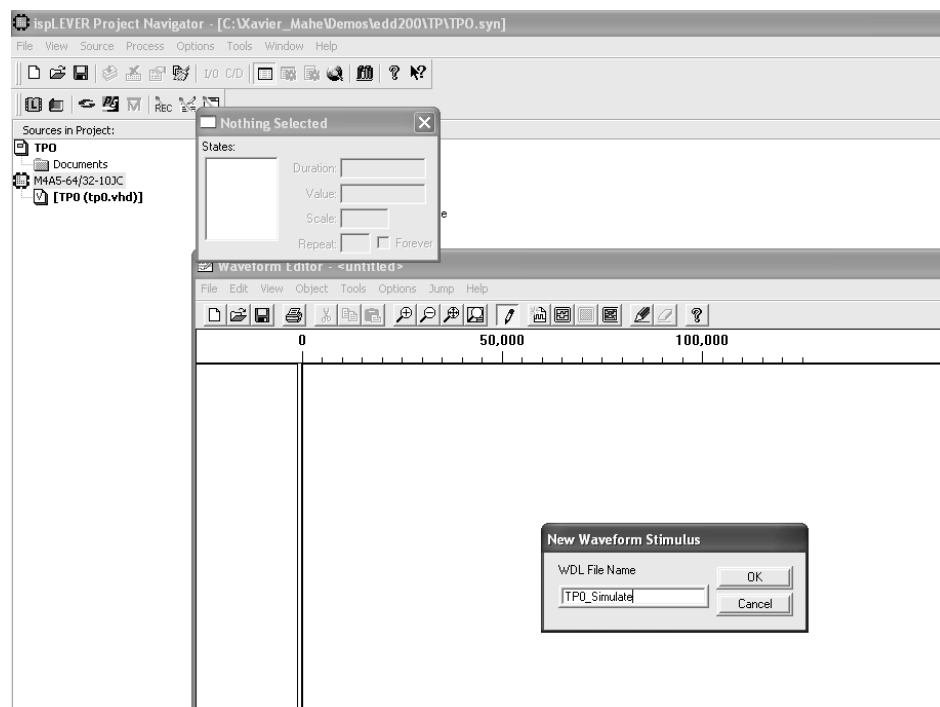 ispLEVER Project Navigator - [C:\Xavier_Mahe\Demos\edd200\TP\TPO.syn]
File View Source Process Options Tools Window Help
I/O C/D
L
REC
Sources in Project:
TPO
Documents
M4A5-64/32-10JC
[TP0 (tp0.vhd)]
Nothing Selected
States:
Duration:
Value:
Scale:
Repeat:
Forever
e
Waveform Editor - <untitled>
File Edit View Object Tools Options Jump Help
0 50,000 100,000
New Waveform Stimulus
WDL File Name
TP0_Simulate
OK
Cancel